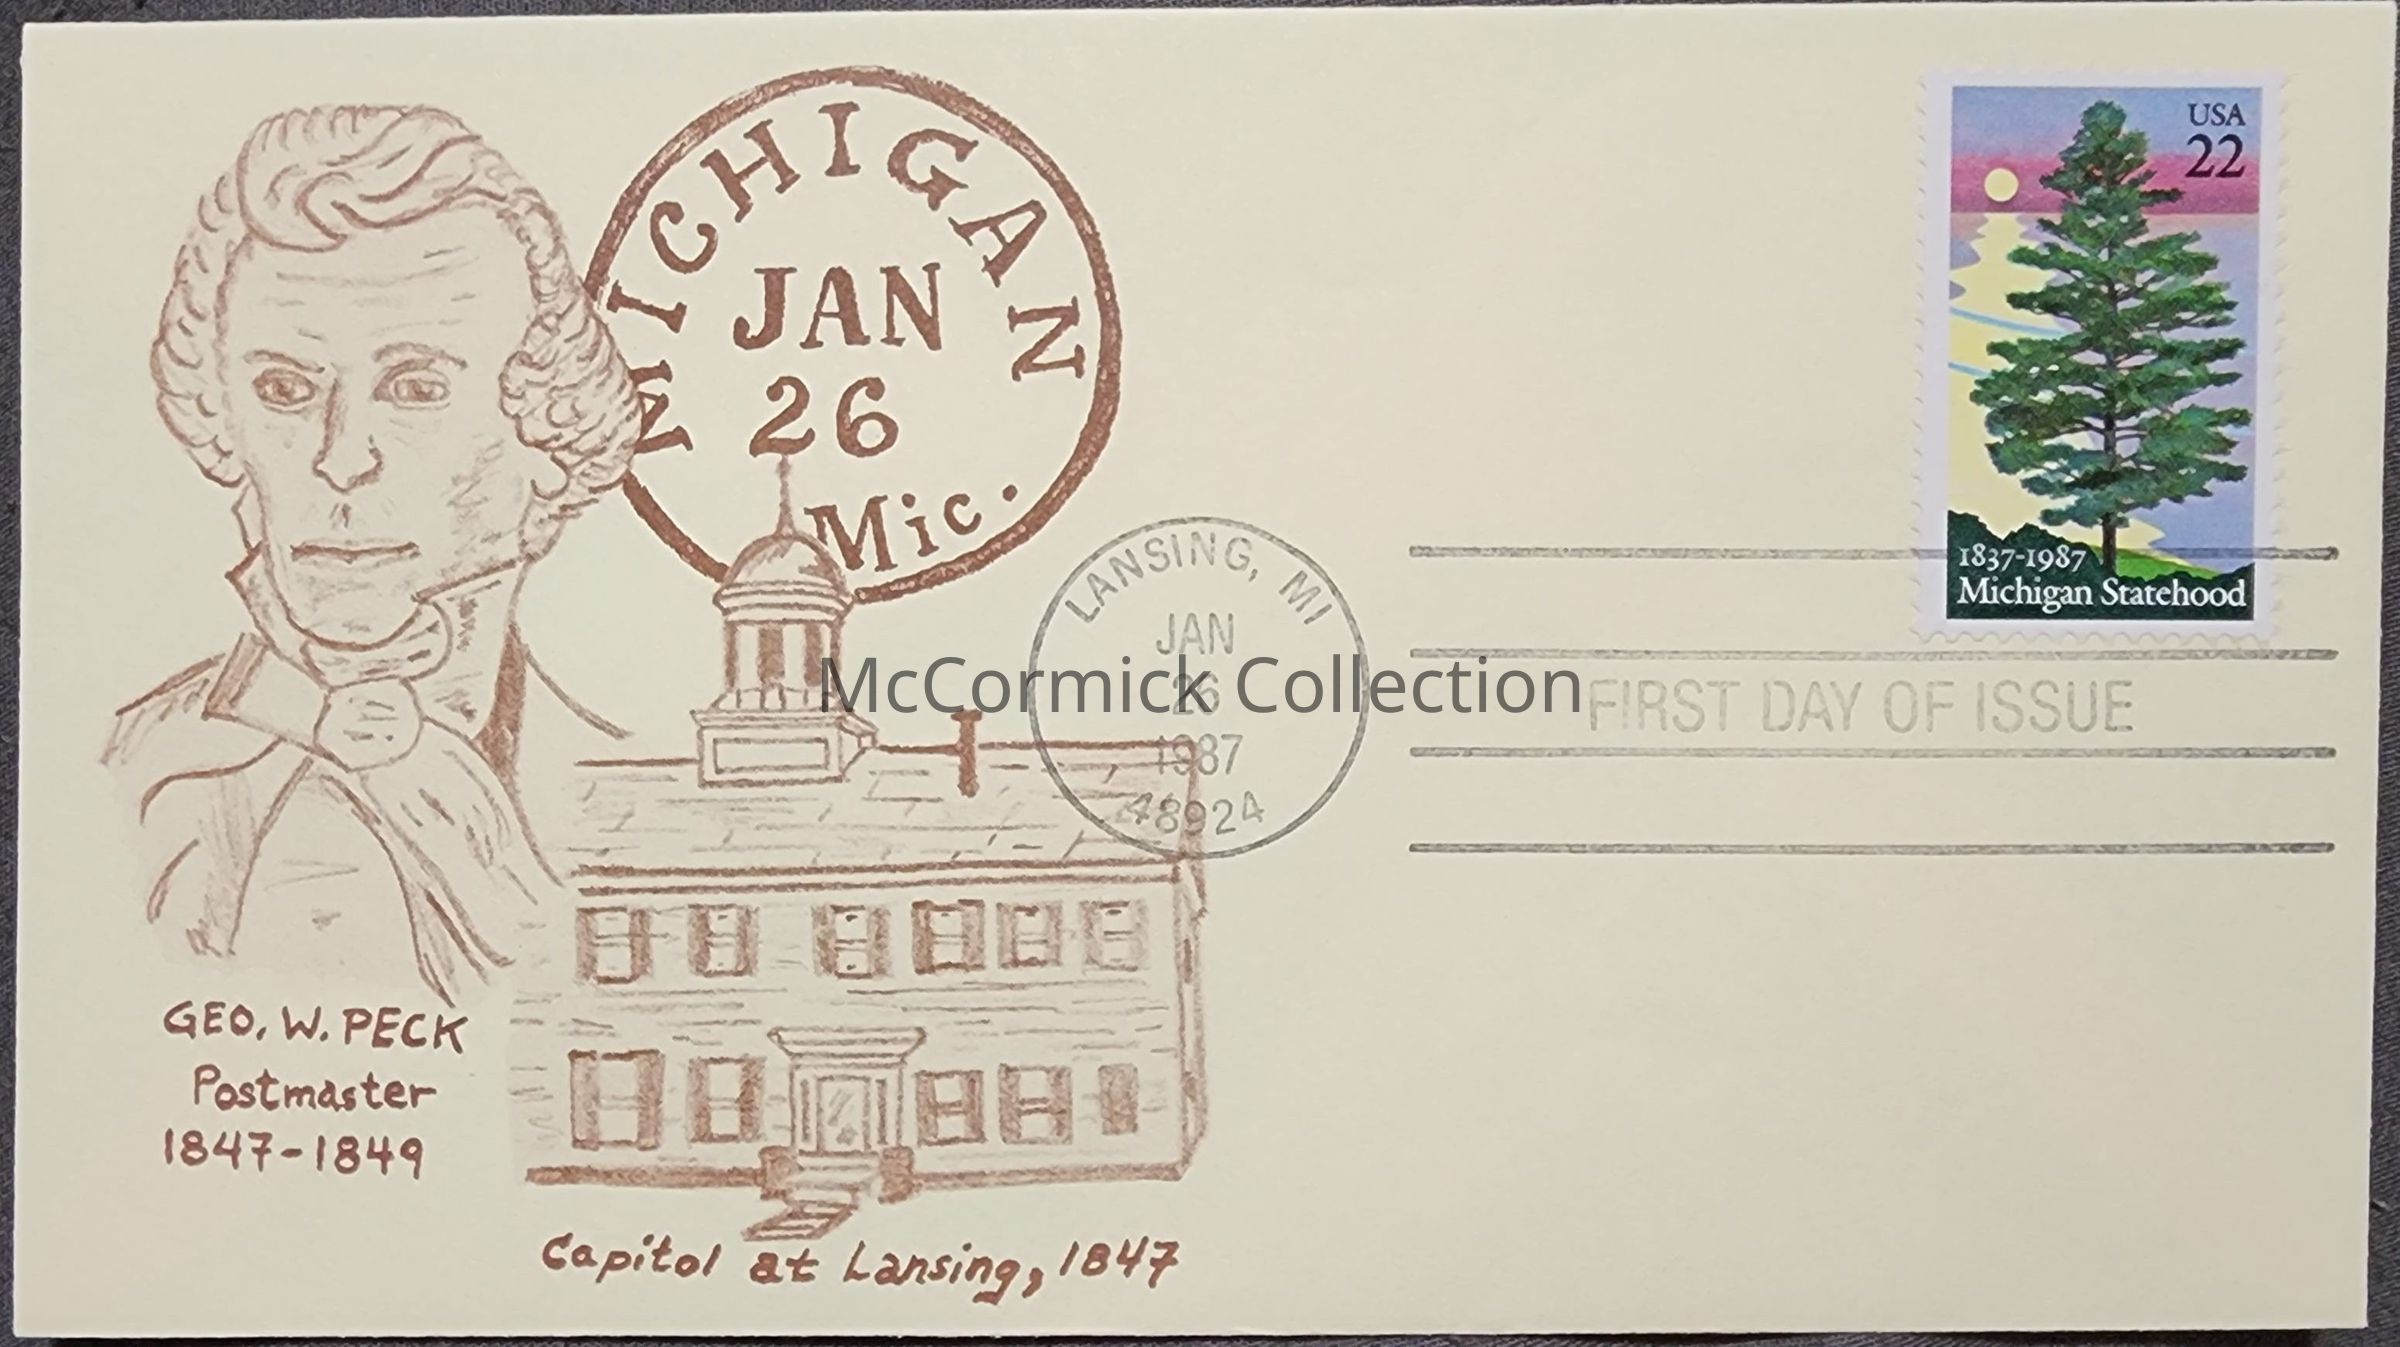 MICHIGAN
JAN
26
Mic.
USA
22
1837-1987
Michigan Statehood
LANSING, MI
JAN
26
1987
48924
FIRST DAY OF ISSUE
McCormick Collection
GEO. W. PECK
Postmaster
1847-1849
Capitol at Lansing, 1847